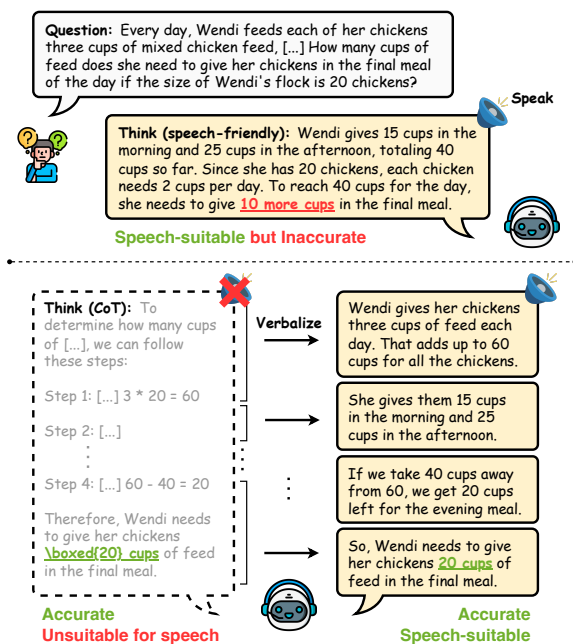 Question: Every day, Wendi feeds each of her chickens
three cups of mixed chicken feed, [...] How many cups of
feed does she need to give her chickens in the final meal
of the day if the size of Wendi's flock is 20 chickens?
Speak
Think (speech-friendly): Wendi gives 15 cups in the
morning and 25 cups in the afternoon, totaling 40
cups so far. Since she has 20 chickens, each chicken
needs 2 cups per day. To reach 40 cups for the day,
she needs to give 10 more cups in the final meal.
Speech-suitable but Inaccurate
Think (CoT): To
determine how many cups
of [...], we can follow
these steps:
Step 1: [...] 3 * 20 = 60
Step 2: [...]
Step 4: [...] 60 - 40 = 20
Therefore, Wendi needs
to give her chickens
\boxed{20} cups of feed
in the final meal.
Accurate
Unsuitable for speech
Verbalize
Wendi gives her chickens
three cups of feed each
day. That adds up to 60
cups for all the chickens.
She gives them 15 cups
in the morning and 25
cups in the afternoon.
If we take 40 cups away
from 60, we get 20 cups
left for the evening meal.
So, Wendi needs to give
her chickens 20 cups of
feed in the final meal.
Accurate
Speech-suitable